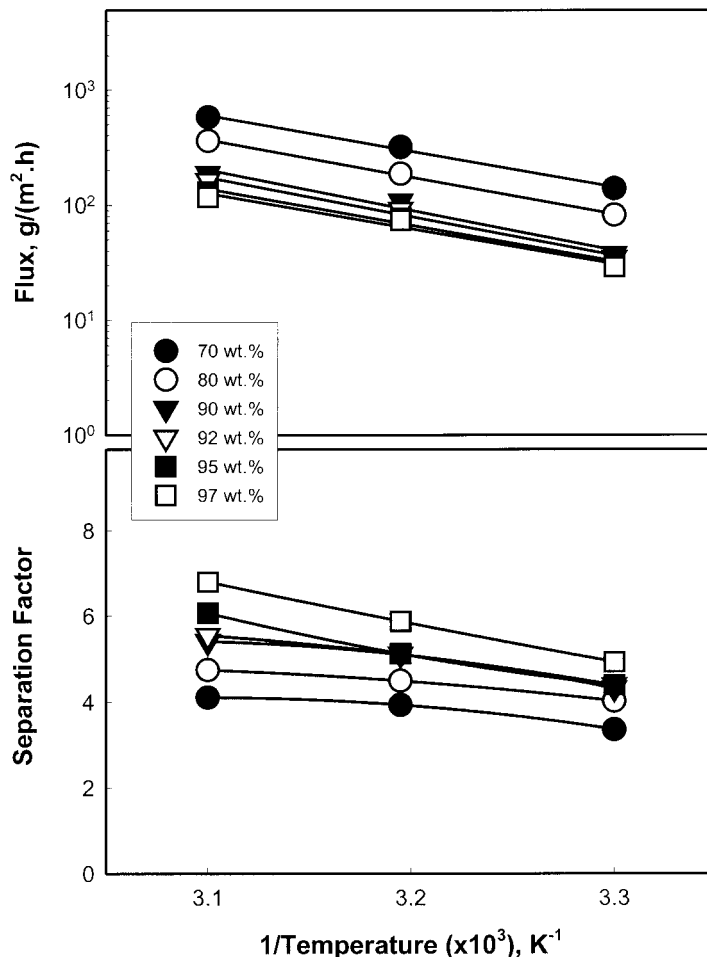 10³
10²
10¹
10⁰
Flux, g/(m².h)
70 wt.%
80 wt.%
90 wt.%
92 wt.%
95 wt.%
97 wt.%
8
6
4
2
0
Separation Factor
3.1 3.2 3.3
1/Temperature (x10³), K⁻¹